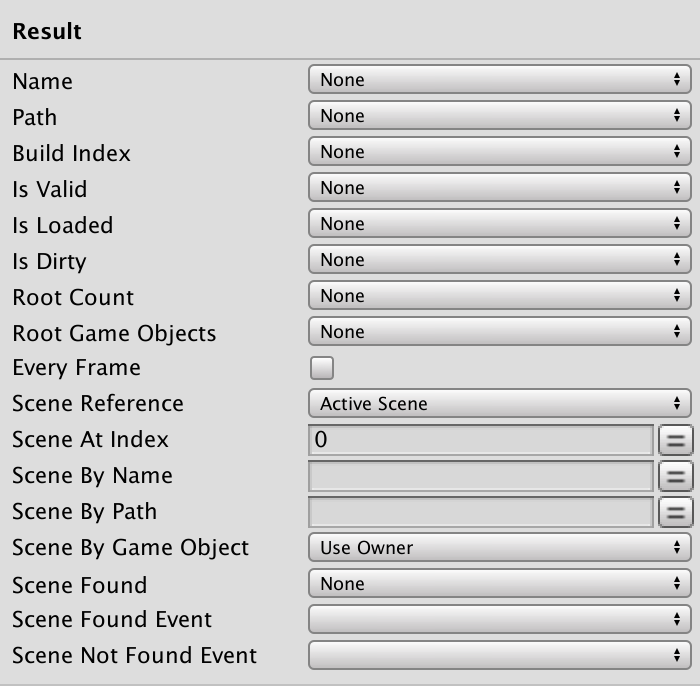 Result
Name None
Path None
Build Index None
Is Valid None
Is Loaded None
Is Dirty None
Root Count None
Root Game Objects None
Every Frame
Scene Reference Active Scene
Scene At Index 0 =
Scene By Name =
Scene By Path =
Scene By Game Object Use Owner
Scene Found None
Scene Found Event
Scene Not Found Event